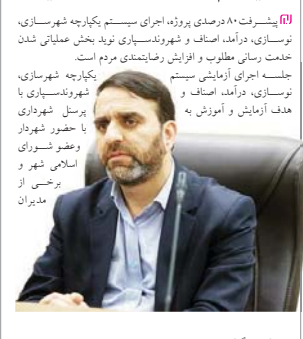 پیشرفت ۸۰ درصدی پروژه، اجرای سیستم یکپارچه شهرسازی،
نوسازی، درآمد، اصناف و شهروندسپاری نوید بخش عملیاتی شدن
خدمت رسانی مطلوب و افزایش رضایتمندی مردم است.
جلسه اجرای آزمایشی سیستم یکپارچه شهرسازی،
نوسازی، درآمد، اصناف و شهروندسپاری با
هدف آزمایش و آموزش به پرسنل شهرداری
با حضور شهردار
وعضو شورای
اسلامی شهر و
برخی از
مدیران